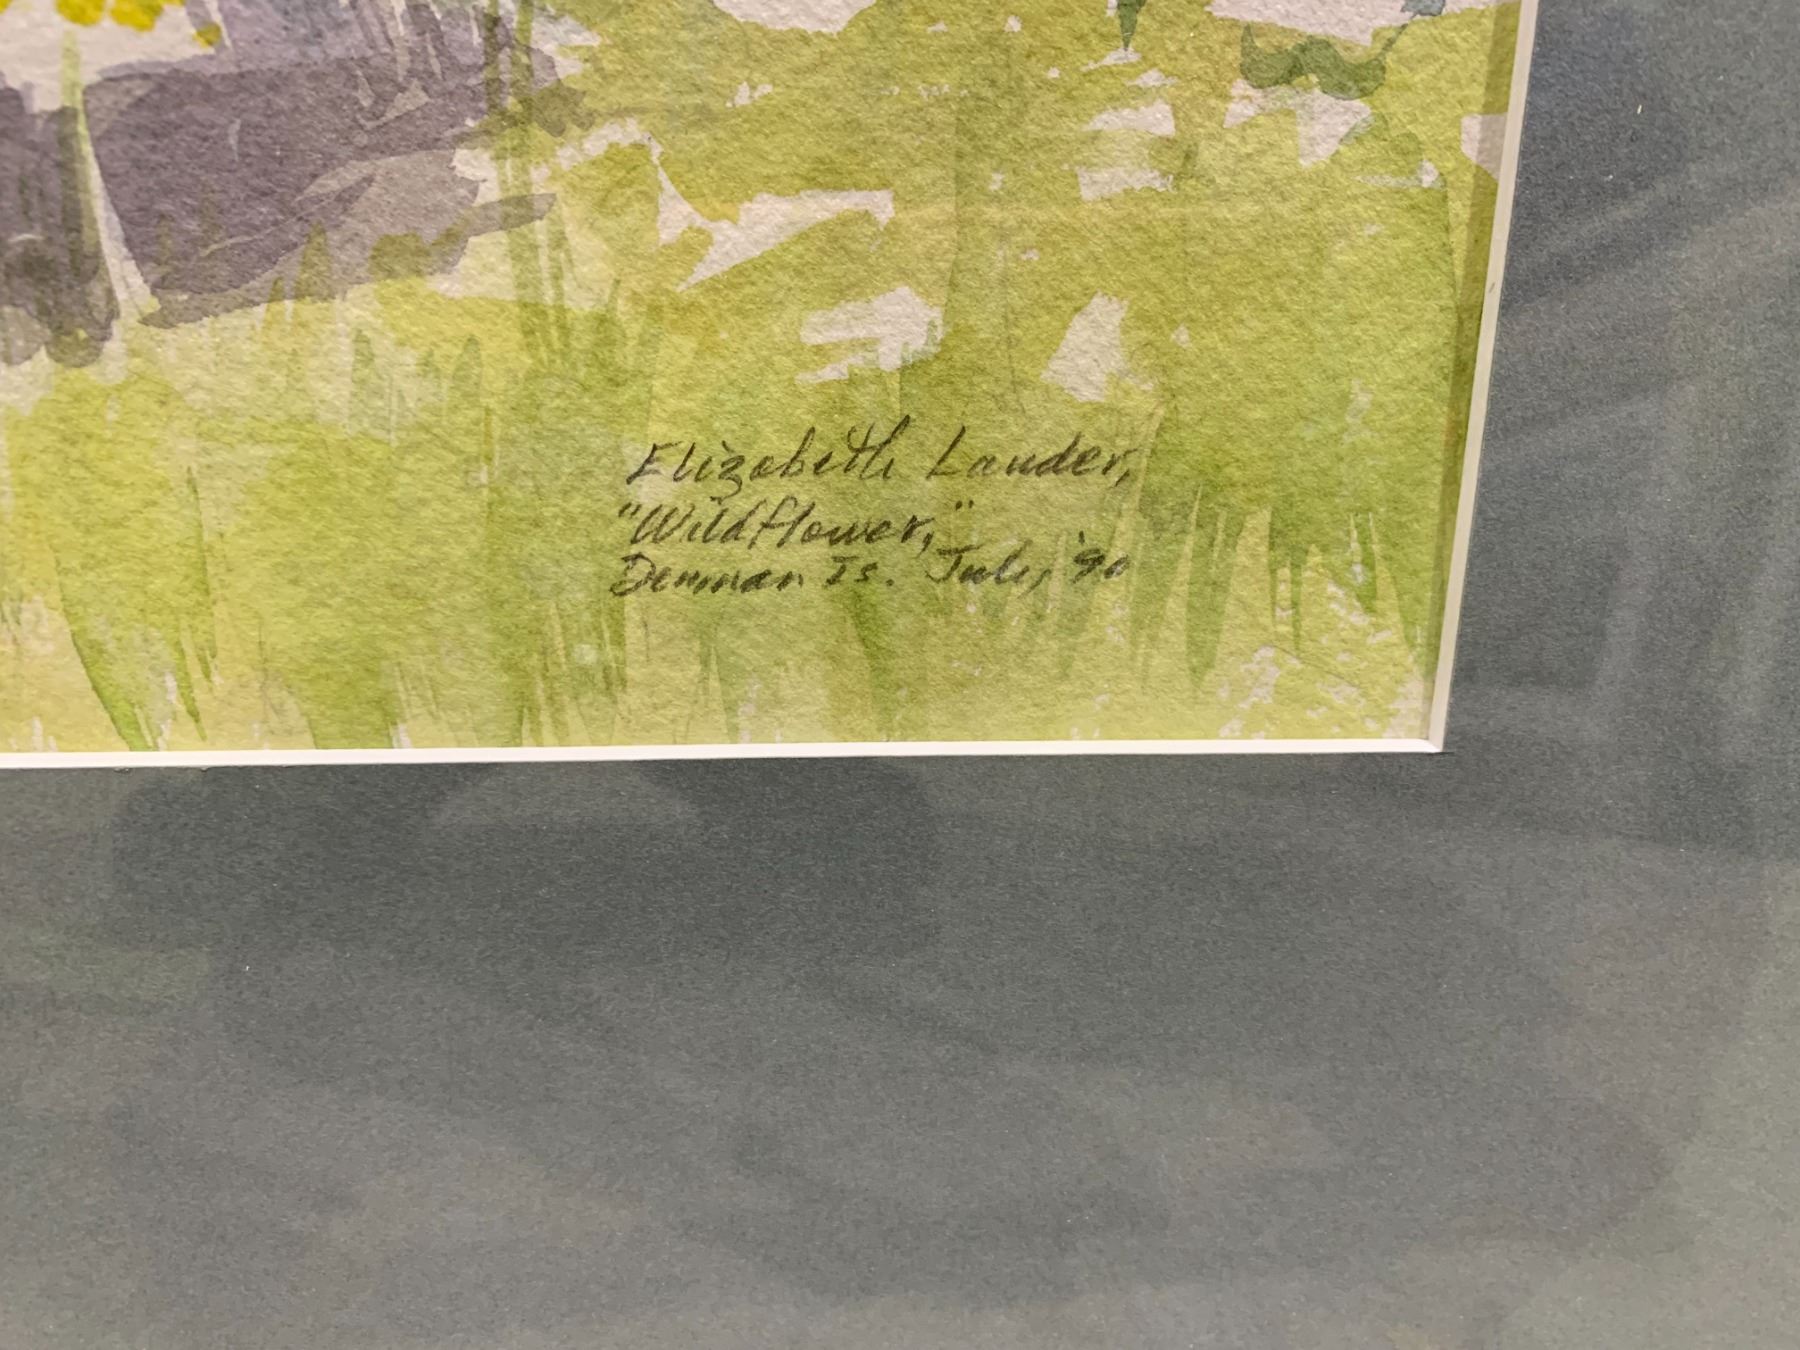 Elizabeth Lauder,
"Wildflower,"
Denman Is. July, '90